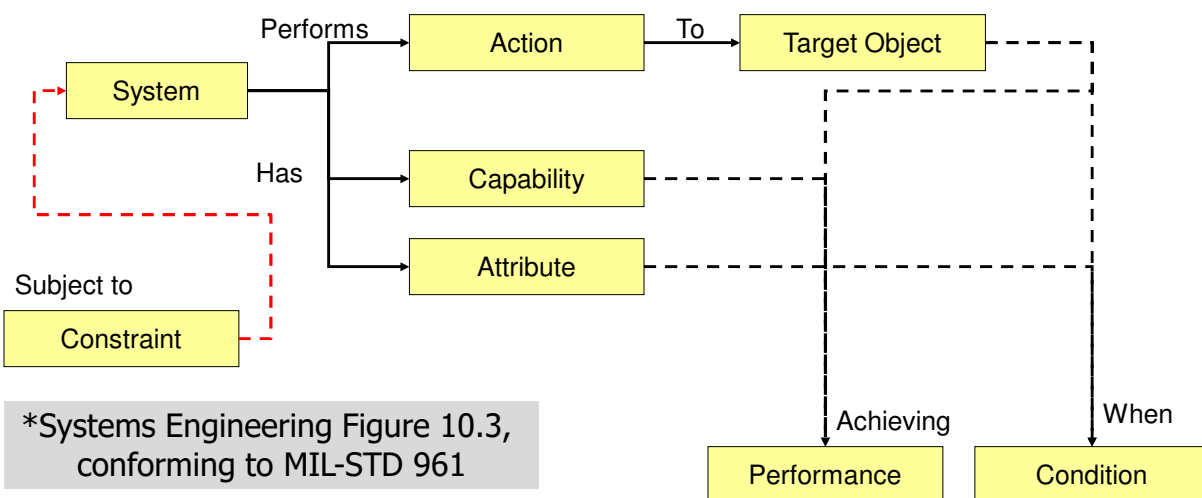 Performs
Action
To
Target Object
System
Has
Capability
Attribute
Subject to
Constraint
*Systems Engineering Figure 10.3,
conforming to MIL-STD 961
Achieving
When
Performance
Condition